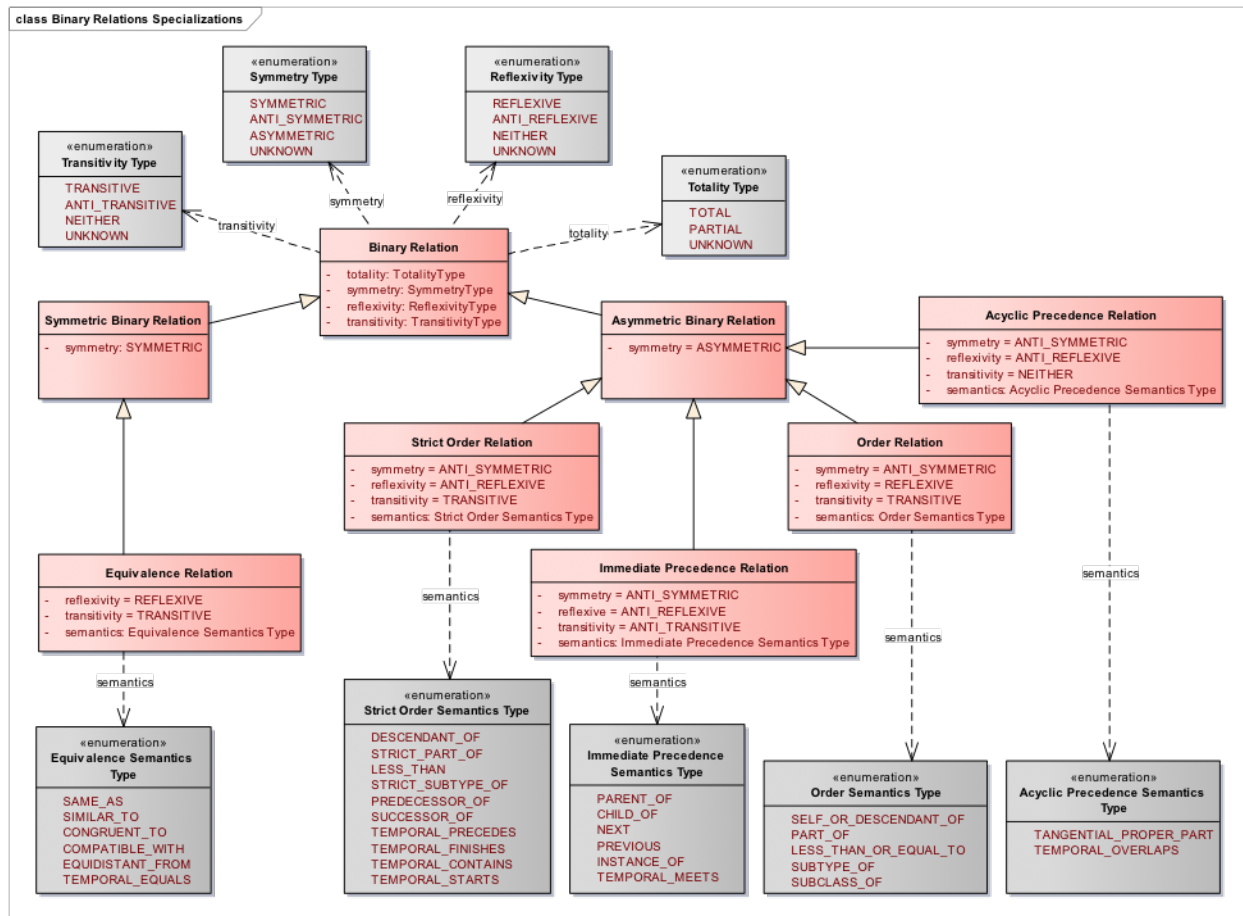 class Binary Relations Specializations
«enumeration»
Symmetry Type
SYMMETRIC
ANTI_SYMMETRIC
ASYMMETRIC
UNKNOWN
«enumeration»
Reflexivity Type
REFLEXIVE
ANTI_REFLEXIVE
NEITHER
UNKNOWN
«enumeration»
Transitivity Type
TRANSITIVE
ANTI_TRANSITIVE
NEITHER
UNKNOWN
«enumeration»
Totality Type
TOTAL
PARTIAL
UNKNOWN
symmetry
reflexivity
transitivity
totality
Binary Relation
- totality: TotalityType
- symmetry: SymmetryType
- reflexivity: ReflexivityType
- transitivity: TransitivityType
Symmetric Binary Relation
- symmetry: SYMMETRIC
Asymmetric Binary Relation
- symmetry = ASYMMETRIC
Acyclic Precedence Relation
- symmetry = ANTI_SYMMETRIC
- reflexivity = ANTI_REFLEXIVE
- transitivity = NEITHER
- semantics: Acyclic Precedence Semantics Type
Strict Order Relation
- symmetry = ANTI_SYMMETRIC
- reflexivity = ANTI_REFLEXIVE
- transitivity = TRANSITIVE
- semantics: Strict Order Semantics Type
Order Relation
- symmetry = ANTI_SYMMETRIC
- reflexivity = REFLEXIVE
- transitivity = TRANSITIVE
- semantics: Order Semantics Type
Equivalence Relation
- reflexivity = REFLEXIVE
- transitivity = TRANSITIVE
- semantics: Equivalence Semantics Type
Immediate Precedence Relation
- symmetry = ANTI_SYMMETRIC
- reflexive = ANTI_REFLEXIVE
- transitivity = ANTI_TRANSITIVE
- semantics: Immediate Precedence Semantics Type
semantics
semantics
semantics
semantics
semantics
«enumeration»
Equivalence Semantics
Type
SAME_AS
SIMILAR_TO
CONGRUENT_TO
COMPATIBLE_WITH
EQUIDISTANT_FROM
TEMPORAL_EQUALS
«enumeration»
Strict Order Semantics Type
DESCENDANT_OF
STRICT_PART_OF
LESS_THAN
STRICT_SUBTYPE_OF
PREDECESSOR_OF
SUCCESSOR_OF
TEMPORAL_PRECEDES
TEMPORAL_FINISHES
TEMPORAL_CONTAINS
TEMPORAL_STARTS
«enumeration»
Immediate Precedence
Semantics Type
PARENT_OF
CHILD_OF
NEXT
PREVIOUS
INSTANCE_OF
TEMPORAL_MEETS
«enumeration»
Order Semantics Type
SELF_OR_DESCENDANT_OF
PART_OF
LESS_THAN_OR_EQUAL_TO
SUBTYPE_OF
SUBCLASS_OF
«enumeration»
Acyclic Precedence Semantics
Type
TANGENTIAL_PROPER_PART
TEMPORAL_OVERLAPS